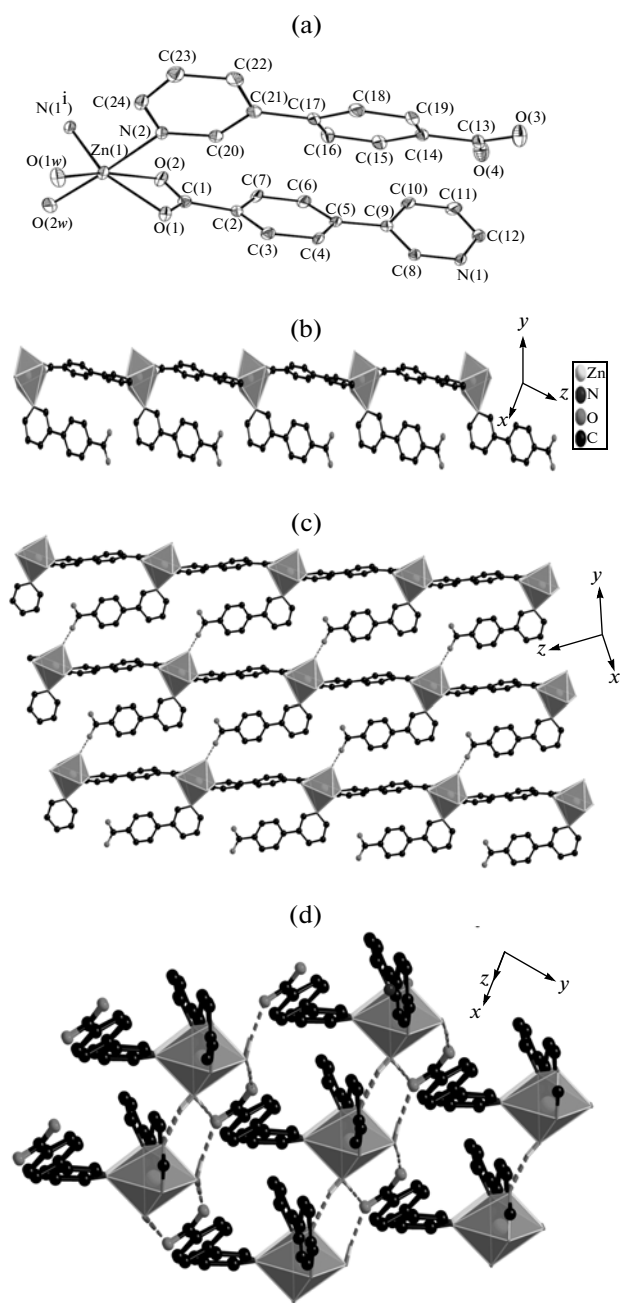 (a)
C(23)
C(22)
C(24)
C(21)
C(17)
C(18)
C(19)
O(3)
N(1)i
N(2)
C(13)
Zn(1)
C(20)
C(16)
C(15)
C(14)
O(4)
O(1w)
O(2)
C(1)
C(7)
C(6)
C(10)
C(11)
O(2w)
O(1)
C(2)
C(5)
C(9)
C(12)
C(3)
C(4)
C(8)
N(1)
(b)
y
z
x
Zn
N
O
C
(c)
y
z
x
(d)
z
x
y